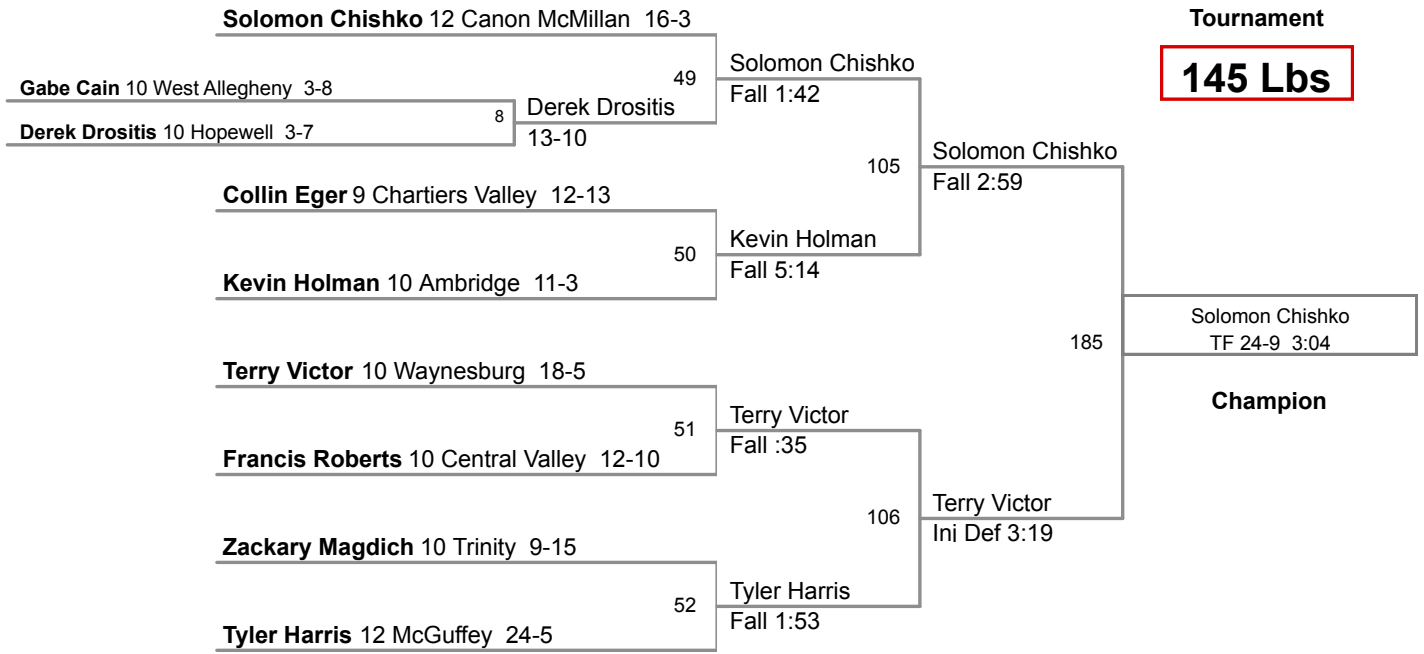 Solomon Chishko 12 Canon McMillan 16-3
Tournament
145 Lbs
49
Solomon Chishko
Fall 1:42
Gabe Cain 10 West Allegheny 3-8
8
Derek Drositis
13-10
Derek Drositis 10 Hopewell 3-7
105
Solomon Chishko
Fall 2:59
Collin Eger 9 Chartiers Valley 12-13
50
Kevin Holman
Fall 5:14
Kevin Holman 10 Ambridge 11-3
185
Solomon Chishko
TF 24-9 3:04
Champion
Terry Victor 10 Waynesburg 18-5
51
Terry Victor
Fall :35
Francis Roberts 10 Central Valley 12-10
106
Terry Victor
Inj Def 3:19
Zackary Magdich 10 Trinity 9-15
52
Tyler Harris
Fall 1:53
Tyler Harris 12 McGuffey 24-5